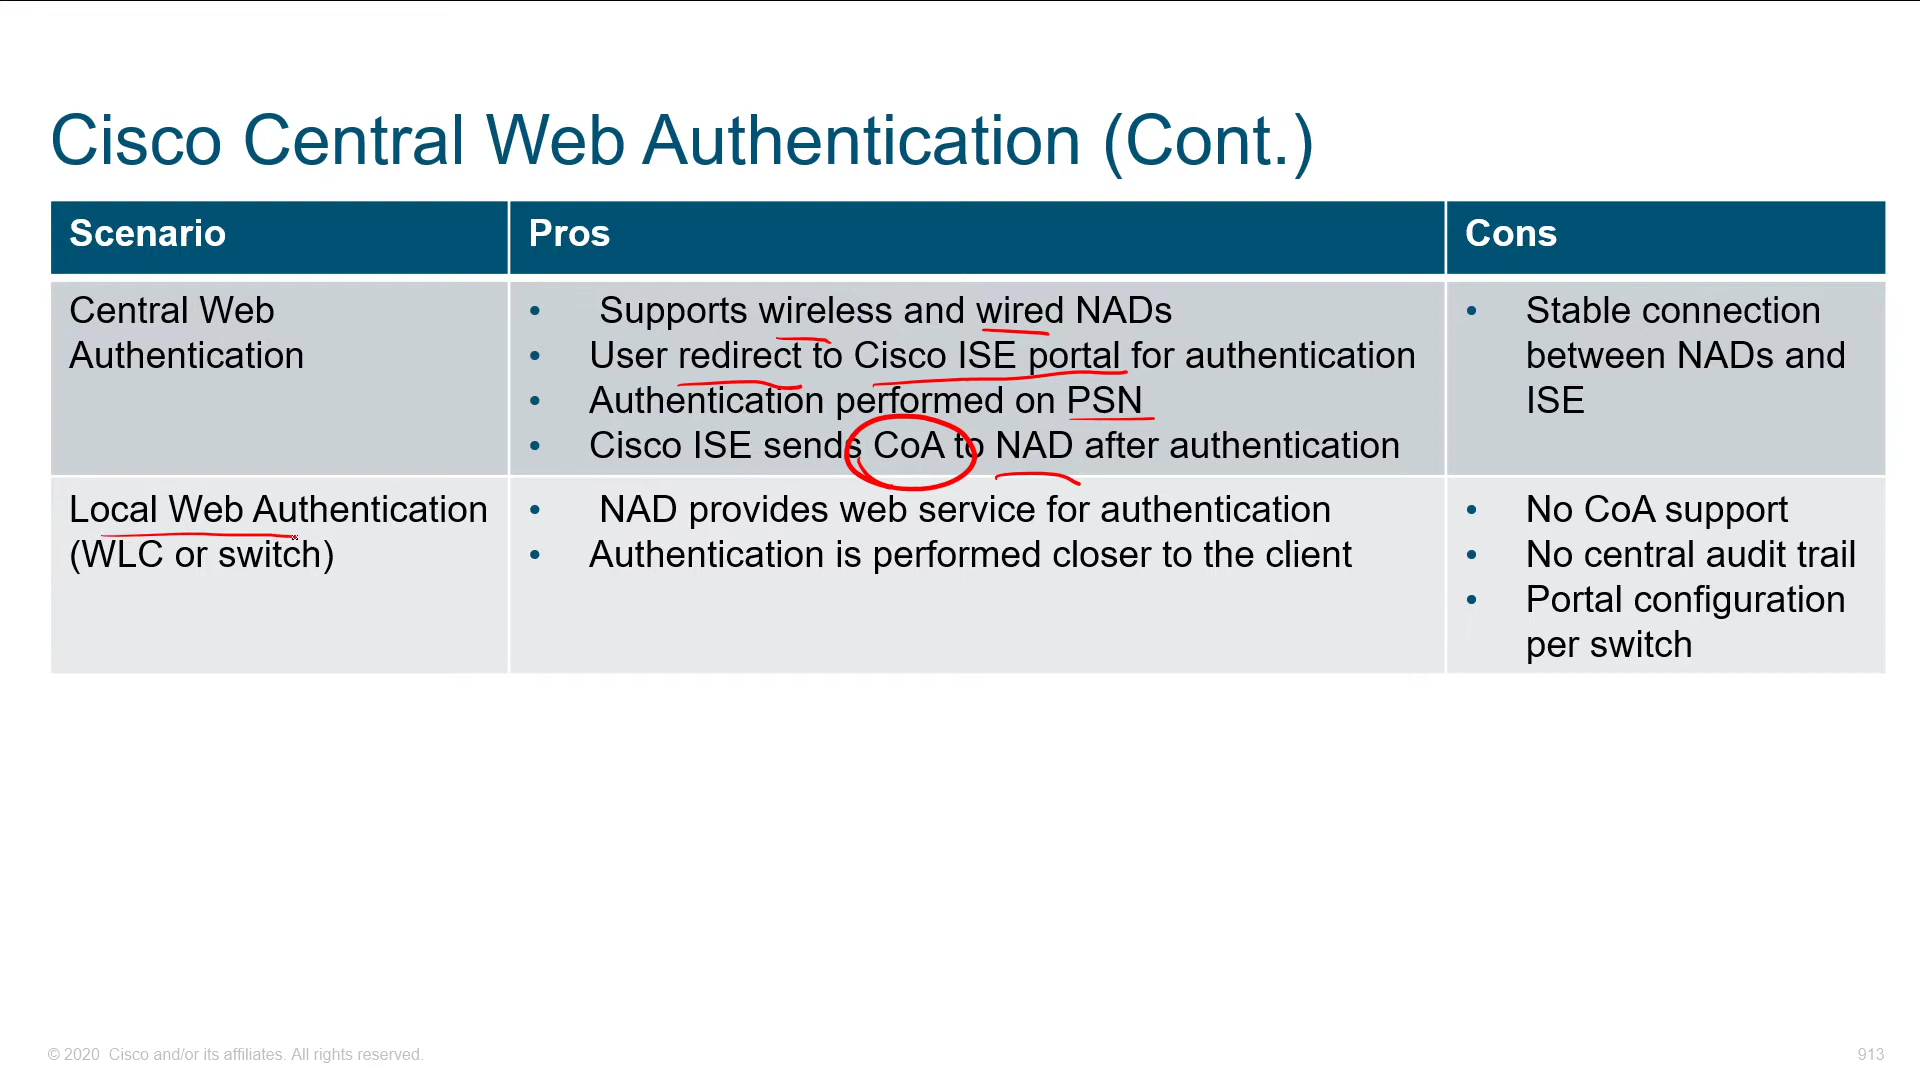 Cisco Central Web Authentication (Cont.)
Scenario
Pros
Cons
Central Web
Authentication
• Supports wireless and wired NADs
• User redirect to Cisco ISE portal for authentication
• Authentication performed on PSN
• Cisco ISE sends CoA to NAD after authentication
• Stable connection
between NADs and
ISE
Local Web Authentication
(WLC or switch)
• NAD provides web service for authentication
• Authentication is performed closer to the client
• No CoA support
• No central audit trail
• Portal configuration
per switch
© 2020 Cisco and/or its affiliates. All rights reserved.
913